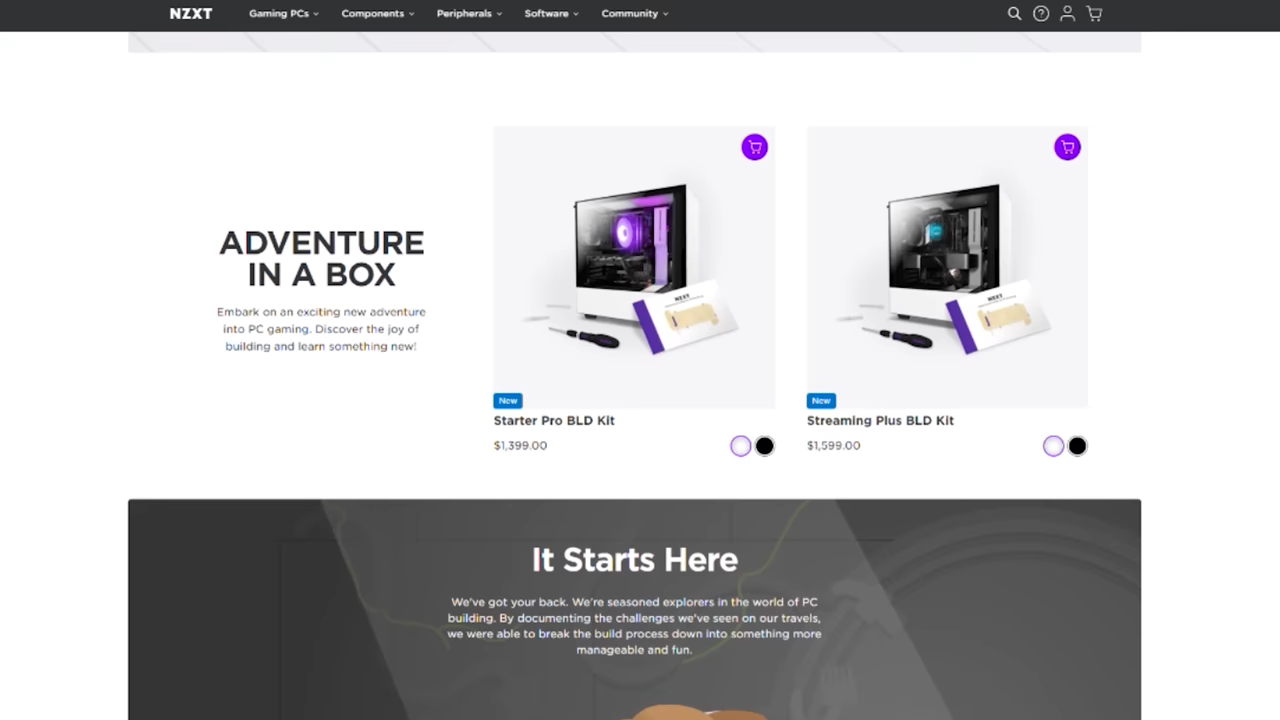 NZXT Gaming PCs Components Peripherals Software Community
ADVENTURE
IN A BOX
Embark on an exciting new adventure
into PC gaming. Discover the joy of
building and learn something new!
NZXT
NZXT
New
New
Starter Pro BLD Kit
Streaming Plus BLD Kit
$1,399.00
$1,599.00
It Starts Here
We've got your back. We're seasoned explorers in the world of PC
building. By documenting the challenges we've seen on our travels,
we were able to break the build process down into something more
manageable and fun.